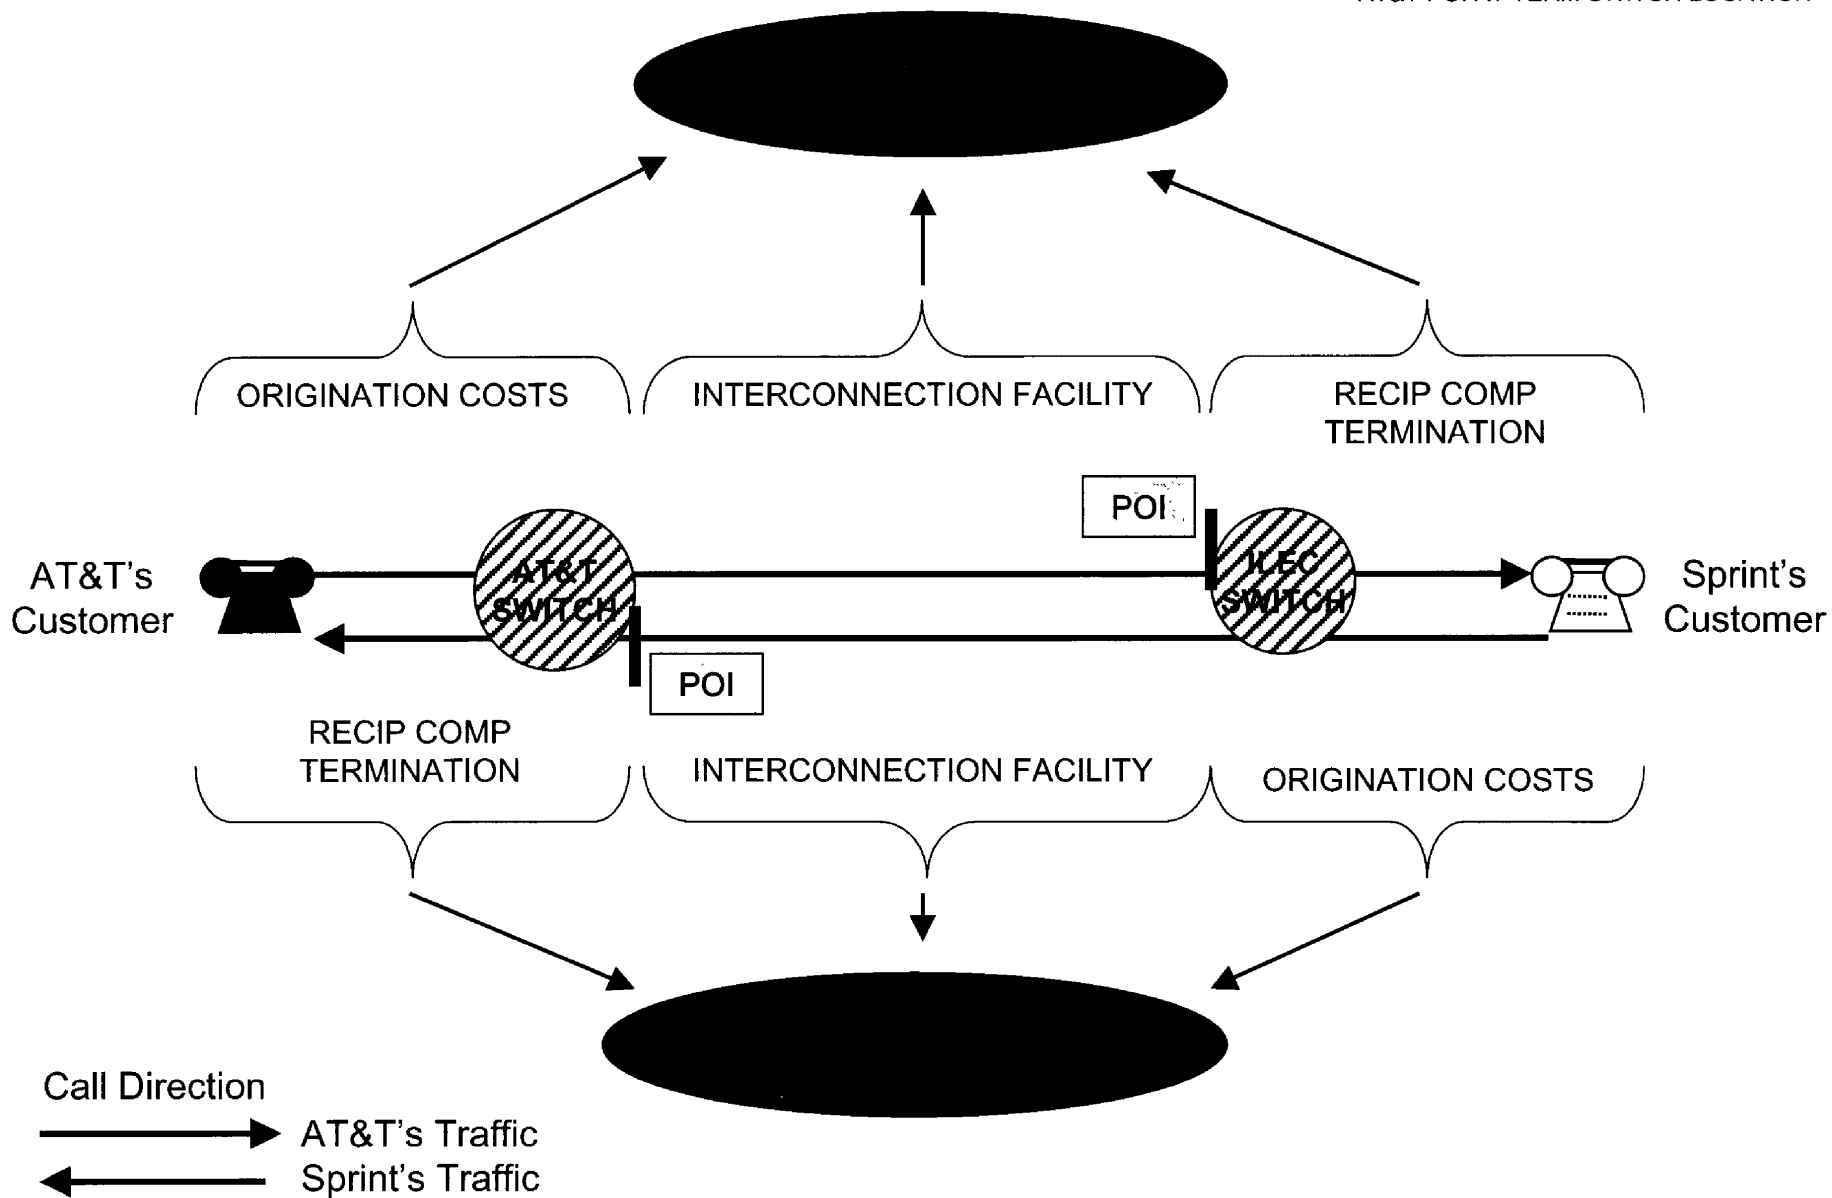 ORIGINATION COSTS
INTERCONNECTION FACILITY
RECIP COMP
TERMINATION
POI
AT&T's
Customer
AT&T
SWITCH
ILEC
SWITCH
Sprint's
Customer
POI
RECIP COMP
TERMINATION
INTERCONNECTION FACILITY
ORIGINATION COSTS
Call Direction
AT&T's Traffic
Sprint's Traffic